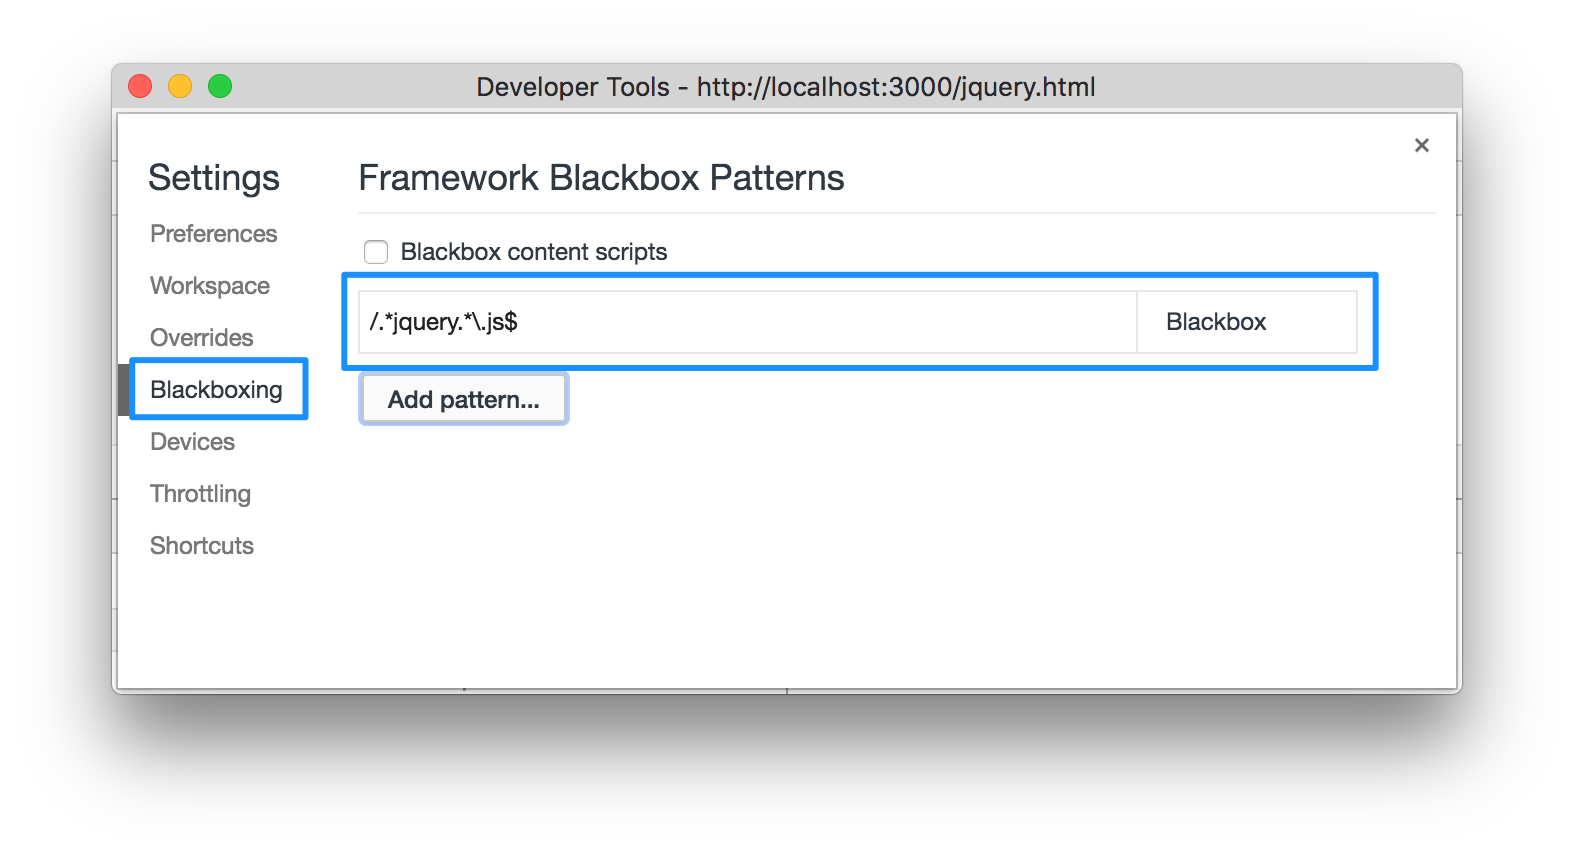 Developer Tools - http://localhost:3000/jquery.html
Settings
Preferences
Workspace
Overrides
Blackboxing
Devices
Throttling
Shortcuts
Framework Blackbox Patterns
Blackbox content scripts
/.*jquery.*\.js$ Blackbox
Add pattern...